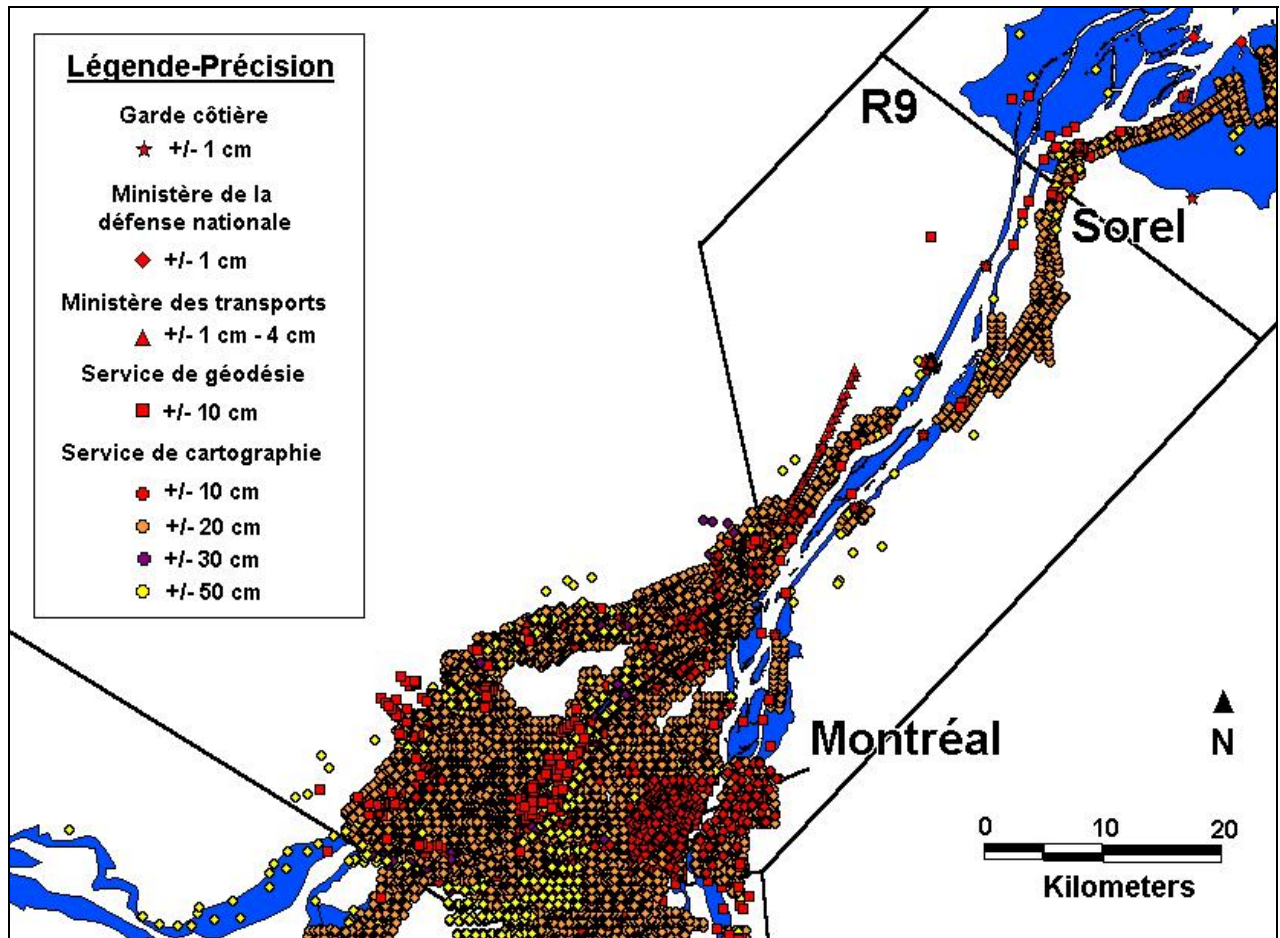 Légende-Précision
Garde côtière
+/- 1 cm
Ministère de la
défense nationale
+/- 1 cm
Ministère des transports
+/- 1 cm - 4 cm
Service de géodésie
+/- 10 cm
Service de cartographie
+/- 10 cm
+/- 20 cm
+/- 30 cm
+/- 50 cm
R9
Sorel
Montréal
N
0 10 20
Kilometers